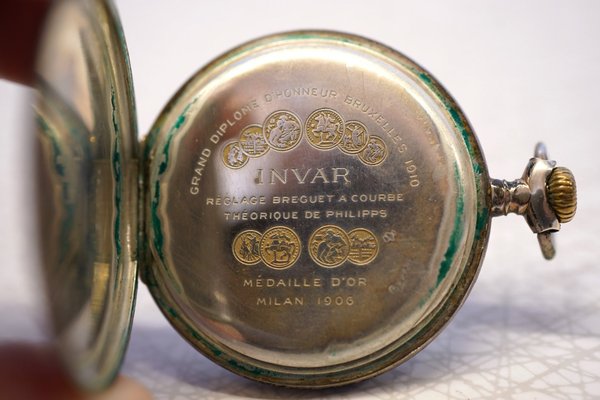 GRAND DIPLOME D'HONNEUR BRUXELLES 1910
INVAR
REGLAGE BREGUET A COURBE
THEORIQUE DE PHILIPPS
MÉDAILLE D'OR
MILAN 1906